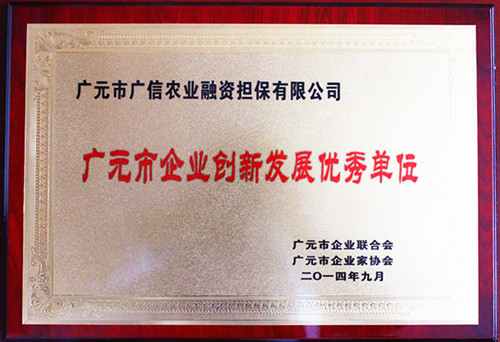 广元市广信农业融资担保有限公司
广元市企业创新发展优秀单位
广元市企业联合会
广元市企业家协会
二〇一四年九月